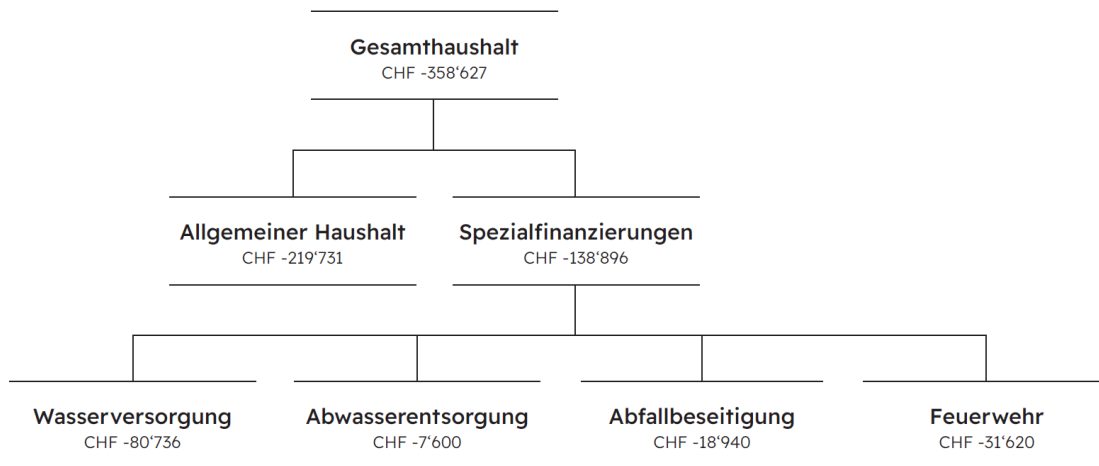 Gesamthaushalt
CHF -358‘627
Allgemeiner Haushalt
CHF -219‘731
Spezialfinanzierungen
CHF -138‘896
Wasserversorgung
CHF -80‘736
Abwasserentsorgung
CHF -7‘600
Abfallbeseitigung
CHF -18‘940
Feuerwehr
CHF -31‘620